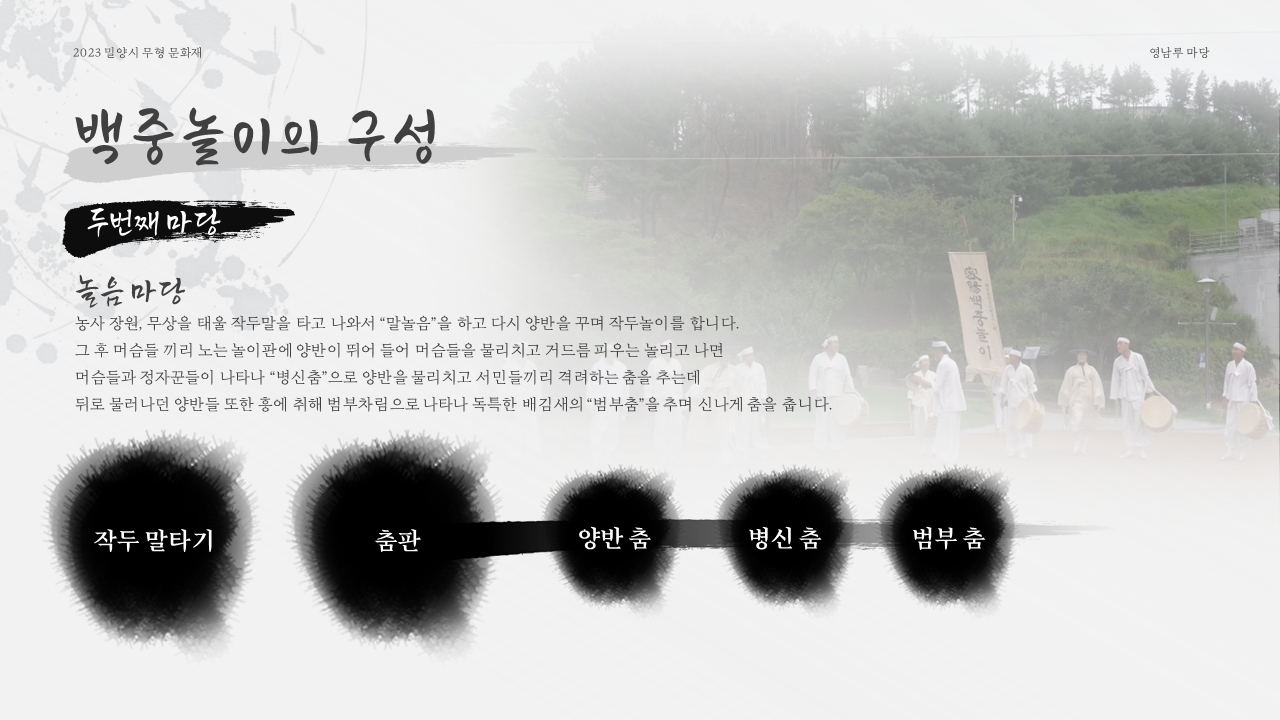 2023 밀양시 무형 문화재
영남루 마당
백중놀이의 구성
두번째 마당
놀음 마당
농사 장원, 무상을 태울 작두말을 타고 나와서 “말놀음”을 하고 다시 양반을 꾸며 작두놀이를 합니다.
그 후 머슴들 끼리 노는 놀이판에 양반이 뛰어 들어 머슴들을 물리치고 거드름 피우는 놀리고 나면
머슴들과 정자꾼들이 나타나 “병신춤”으로 양반을 물리치고 서민들끼리 격려하는 춤을 추는데
뒤로 물러나던 양반들 또한 흥에 취해 범부차림으로 나타나 독특한 배김새의 “범부춤”을 추며 신나게 춤을 춥니다.
작두 말타기
춤판
양반 춤
병신 춤
범부 춤